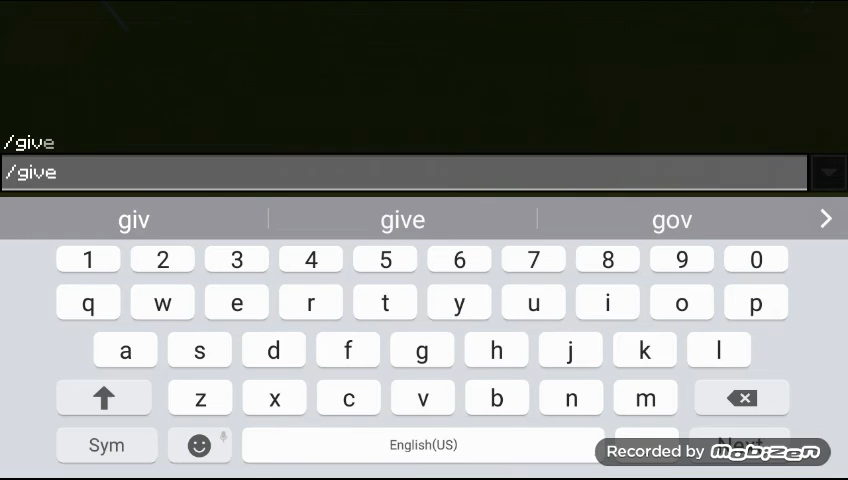 /give
/give
giv give gov
1 2 3 4 5 6 7 8 9 0
q w e r t y u i o p
a s d f g h j k l
z x c v b n m
Sym English(US) Next
Recorded by mobizen